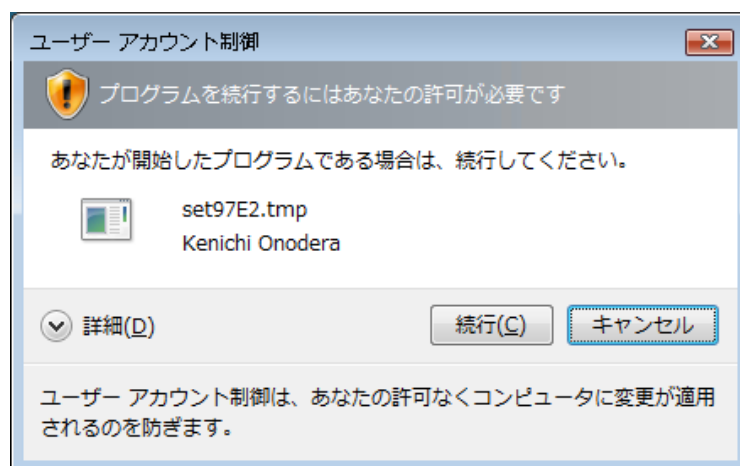 ユーザー アカウント制御
プログラムを続行するにはあなたの許可が必要です
あなたが開始したプログラムである場合は、続行してください。
set97E2.tmp
Kenichi Onodera
詳細(D)
続行(C)
キャンセル
ユーザー アカウント制御は、あなたの許可なくコンピュータに変更が適用
されるのを防ぎます。